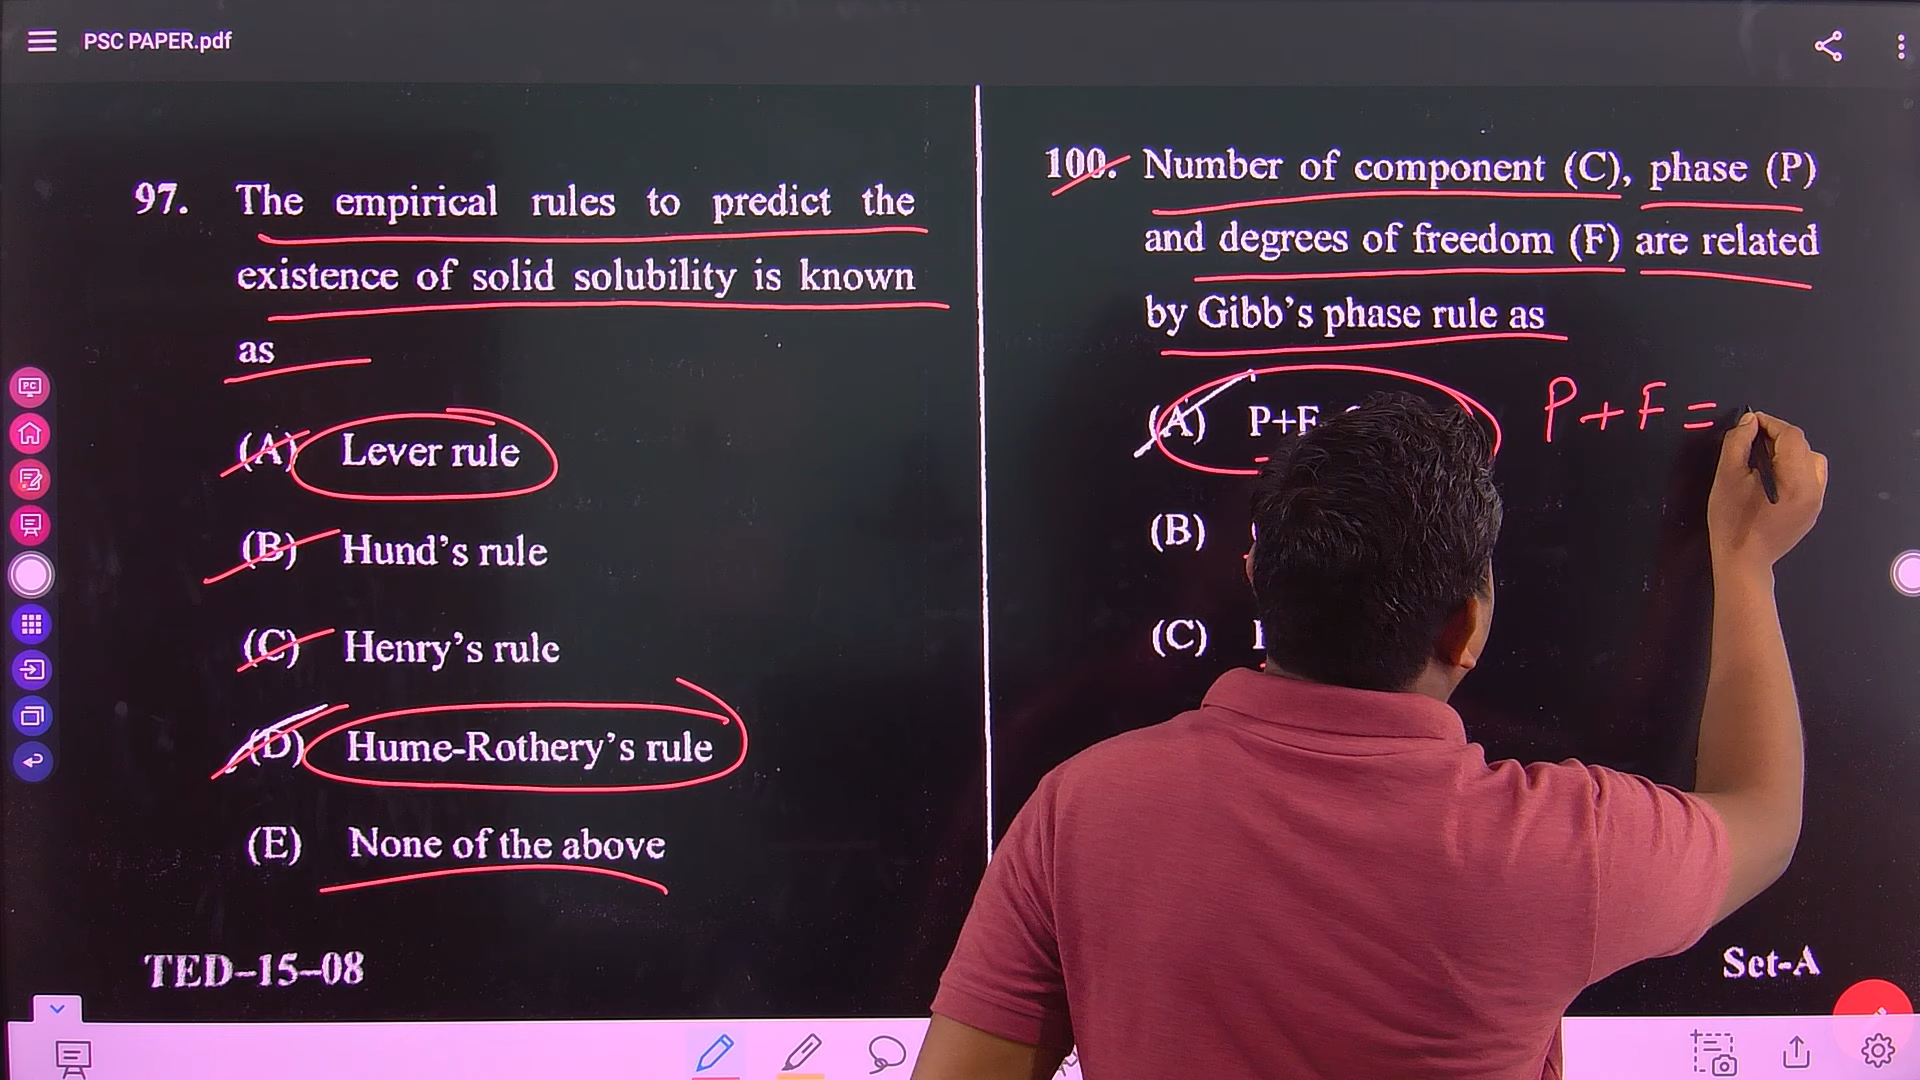 PSC PAPER.pdf
97. The empirical rules to predict the
existence of solid solubility is known
as
(A) Lever rule
(B) Hund's rule
(C) Henry's rule
(D) Hume-Rothery's rule
(E) None of the above
TED-15-08
100. Number of component (C), phase (P)
and degrees of freedom (F) are related
by Gibb's phase rule as
(A) P+F
P + F =
(B)
(C)
Set-A
PC